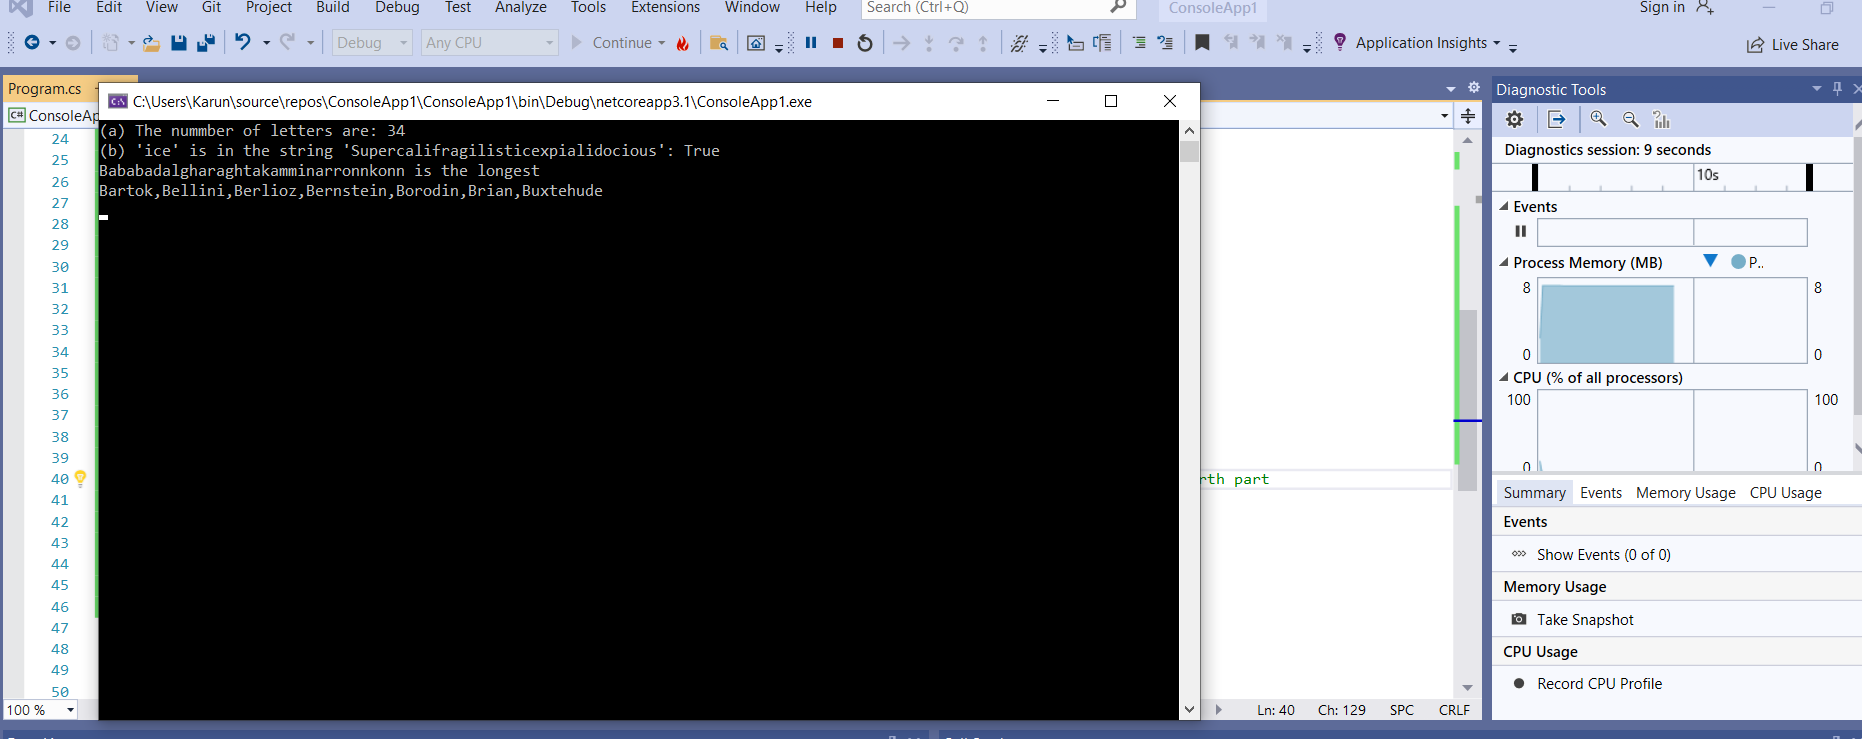 File Edit View Git Project Build Debug Test Analyze Tools Extensions Window Help Search (Ctrl+Q) ConsoleApp1 Sign in
Debug Any CPU Continue Application Insights Live Share
Program.cs
C# ConsoleAp
C:\Users\Karun\source\repos\ConsoleApp1\ConsoleApp1\bin\Debug\netcoreapp3.1\ConsoleApp1.exe
(a) The nummber of letters are: 34
(b) 'ice' is in the string 'Supercalifragilisticexpialidocious': True
Bababadalgharaghtakamminarronnkonn is the longest
Bartok,Bellini,Berlioz,Bernstein,Borodin,Brian,Buxtehude
24
25
26
27
28
29
30
31
32
33
34
35
36
37
38
39
40
41
42
43
44
45
46
47
48
49
50
rth part
100 %
Ln: 40 Ch: 129 SPC CRLF
Diagnostic Tools
Diagnostics session: 9 seconds
10s
Events
Process Memory (MB) P..
8 8
0 0
CPU (% of all processors)
100 100
0 0
Summary Events Memory Usage CPU Usage
Events
Show Events (0 of 0)
Memory Usage
Take Snapshot
CPU Usage
Record CPU Profile